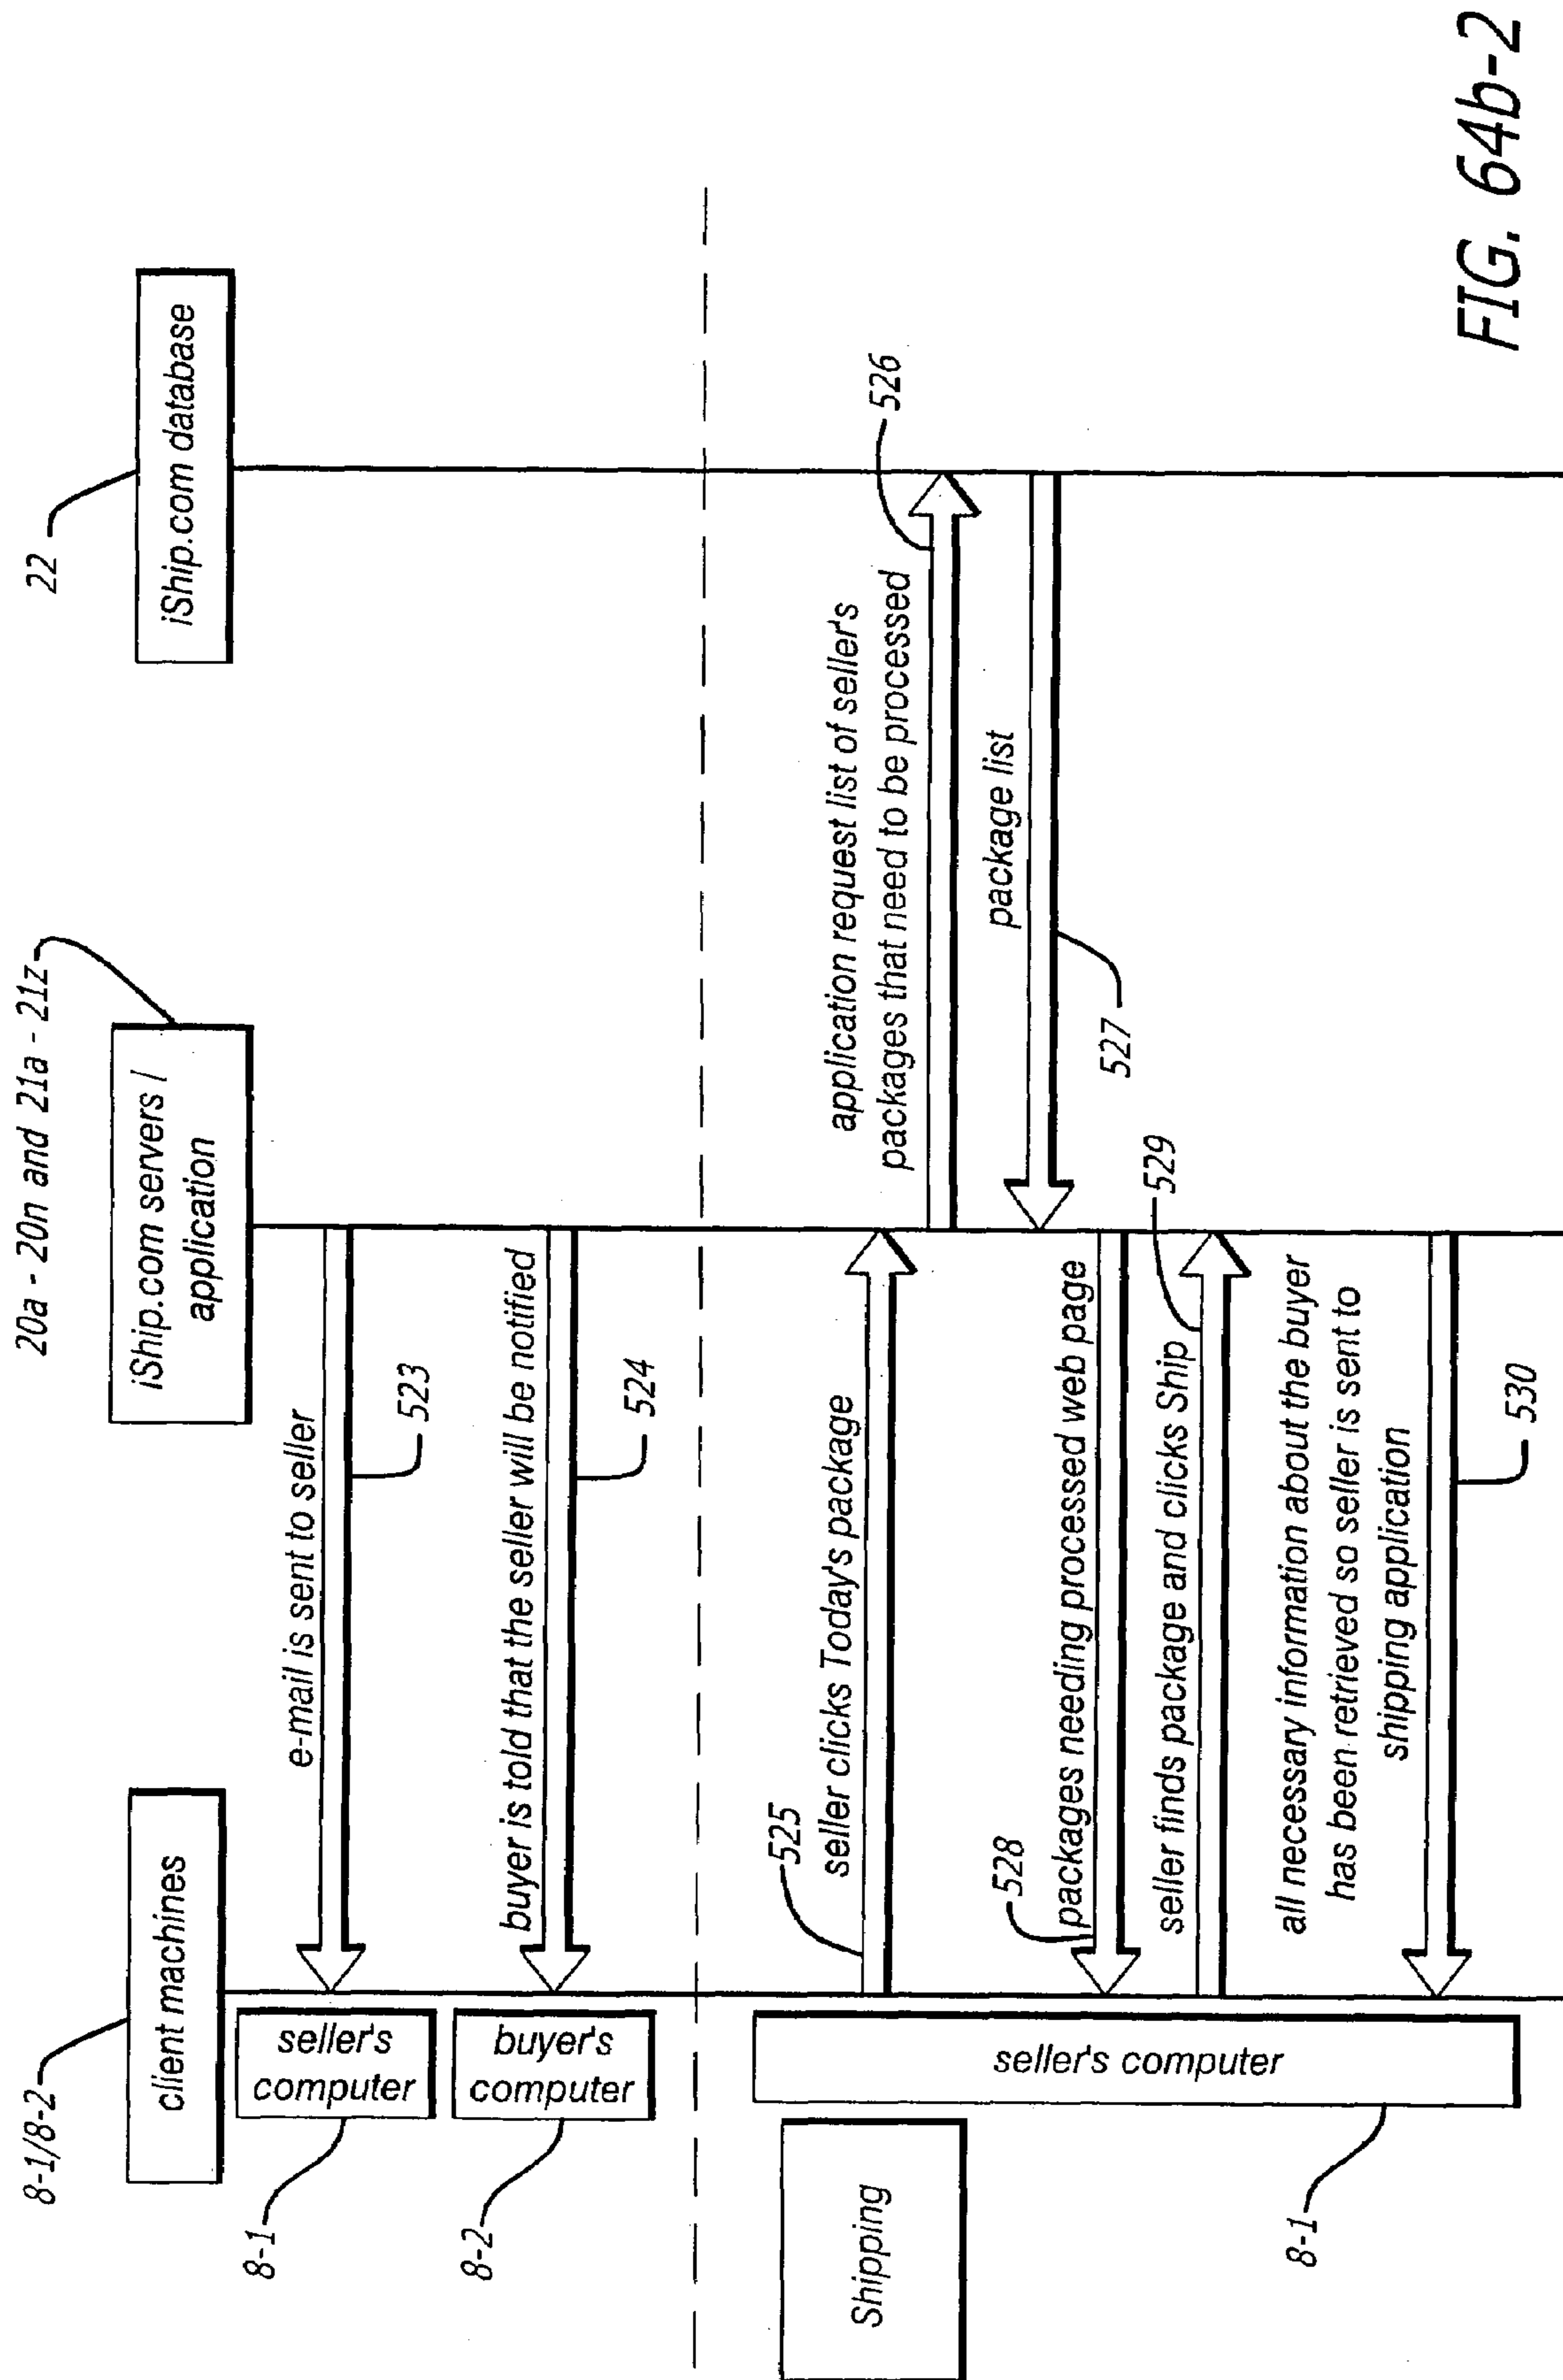 8-1/8-2
20a - 20n and 21a - 21z
22
client machines
iShip.com servers /
application
iShip.com database
8-1
seller's
computer
e-mail is sent to seller
523
8-2
buyer's
computer
buyer is told that the seller will be notified
524
Shipping
seller's computer
8-1
525
seller clicks Today's package
application request list of seller's
packages that need to be processed
526
package list
527
528
packages needing processed web page
seller finds package and clicks Ship
529
all necessary information about the buyer
has been retrieved so seller is sent to
shipping application
530
FIG. 64b-2